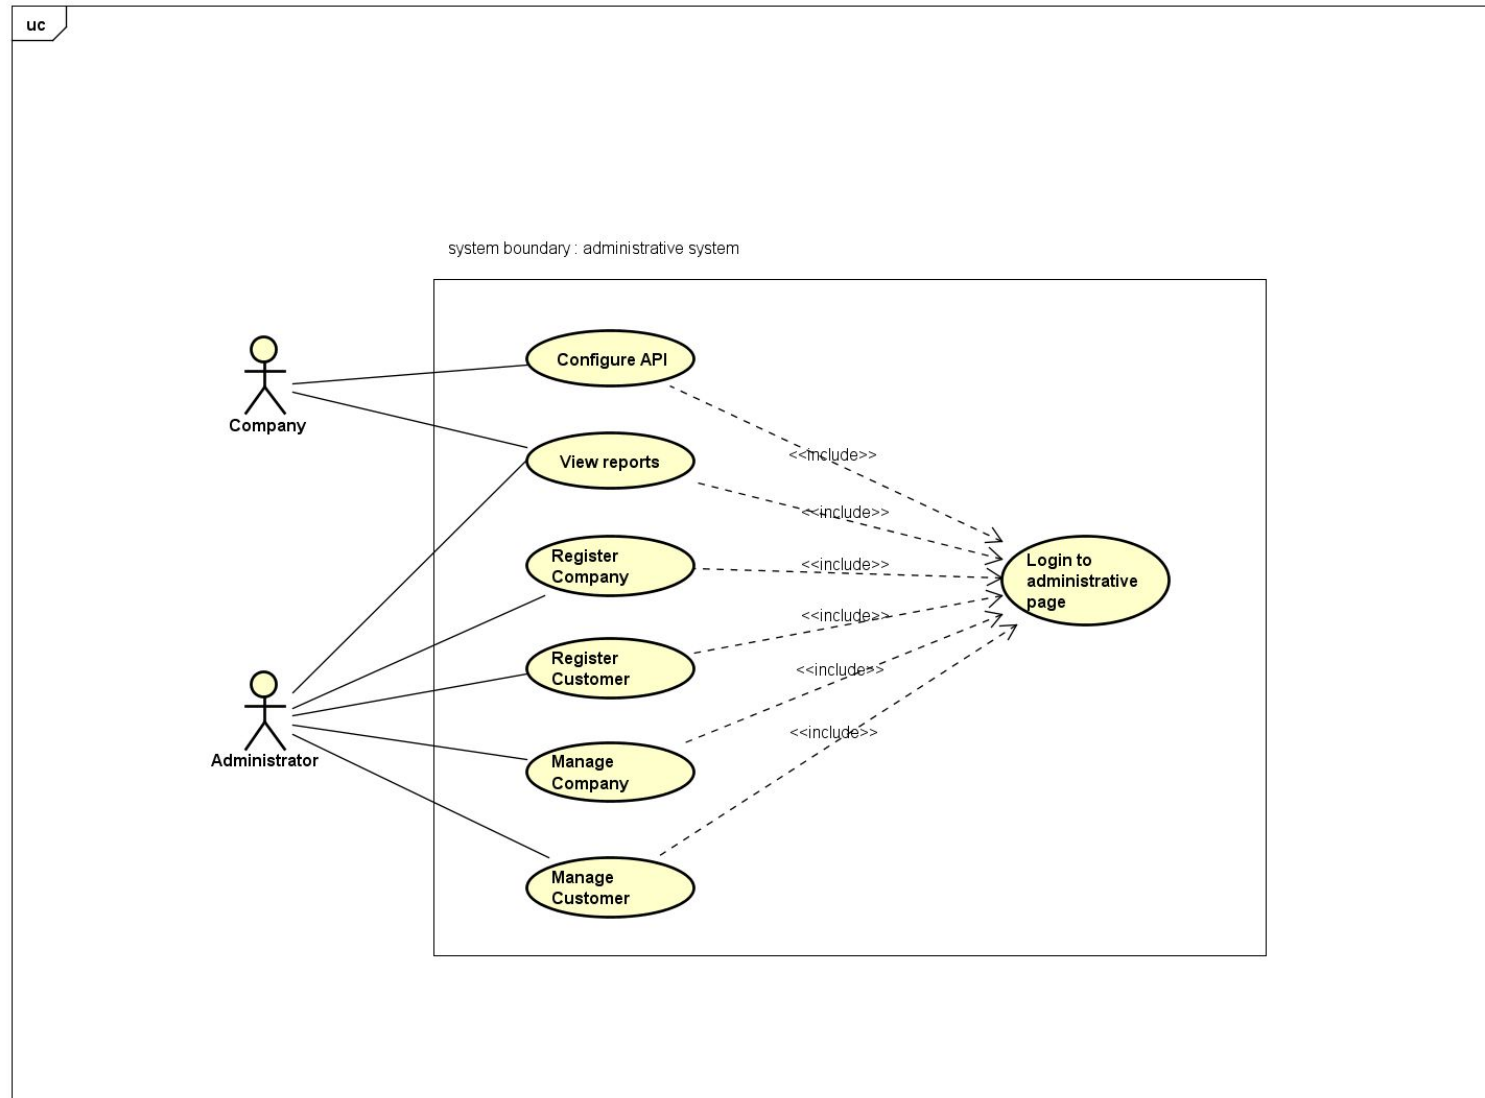 uc
system boundary : administrative system
Configure API
Company
<<include>>
View reports
<<include>>
Register
Company
<<include>>
Login to
administrative
page
<<include>>
Register
Customer
<<include>>
Administrator
<<include>>
Manage
Company
Manage
Customer